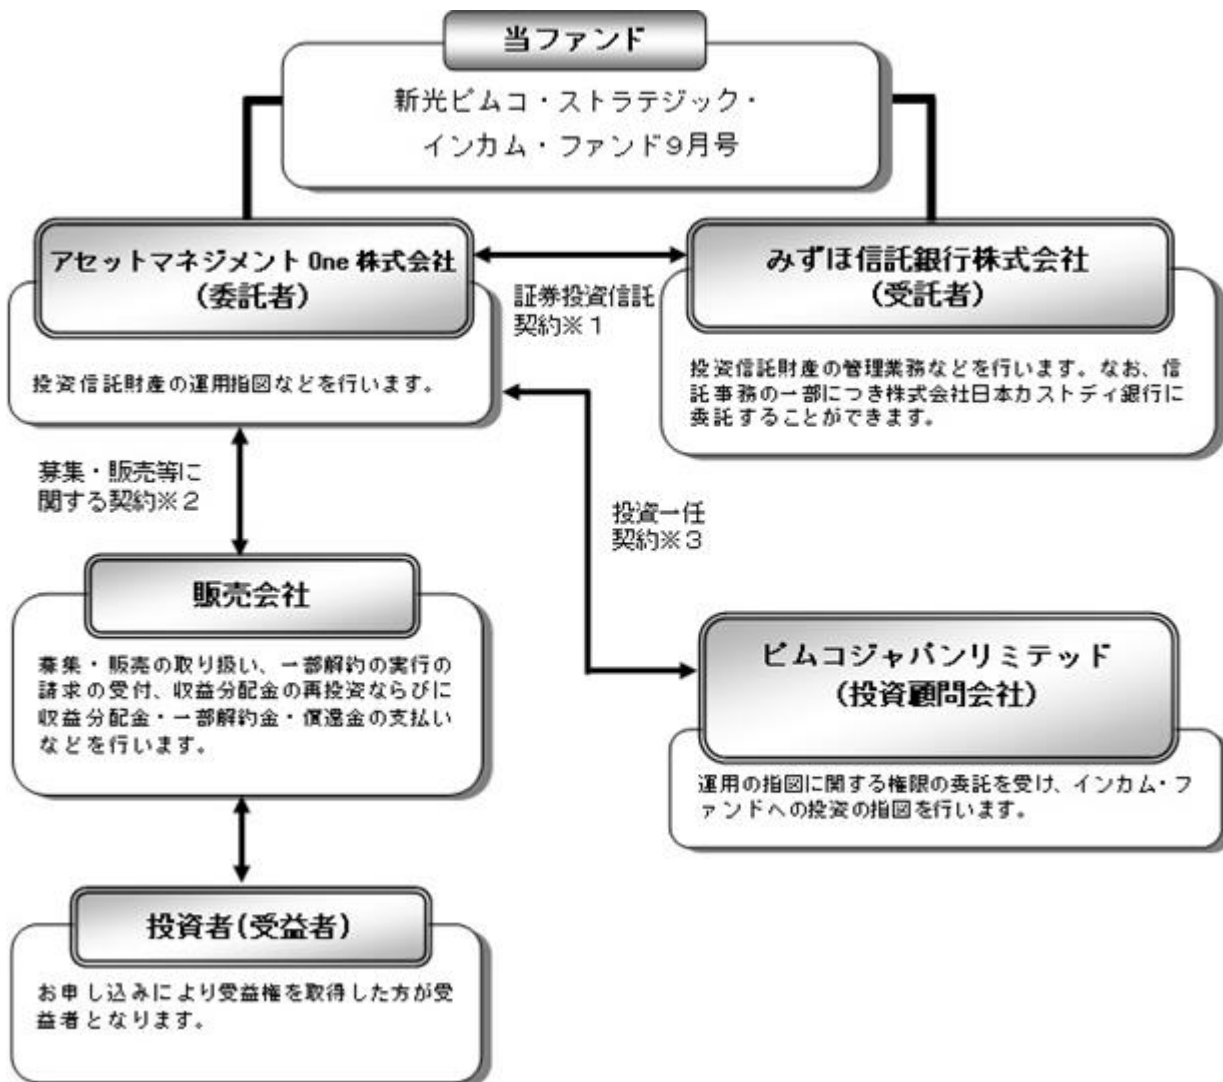 当ファンド
新光ピムコ・ストラテジック・
インカム・ファンド9月号
アセットマネジメント One 株式会社
(委託者)
投資信託財産の運用指図などを行います。
証券投資信託
契約※1
みずほ信託銀行株式会社
(受託者)
投資信託財産の管理業務などを行います。なお、信
託事務の一部につき株式会社日本カストディ銀行に
委託することができます。
募集・販売等に
関する契約※2
投資一任
契約※3
販売会社
募集・販売の取り扱い、一部解約の実行の
請求の受付、収益分配金の再投資ならびに
収益分配金・一部解約金・償還金の支払い
などを行います。
ピムコジャパンリミテッド
(投資顧問会社)
運用の指図に関する権限の委託を受け、インカム・フ
ァンドへの投資の指図を行います。
投資者(受益者)
お申し込みにより受益権を取得した方が受
益者となります。